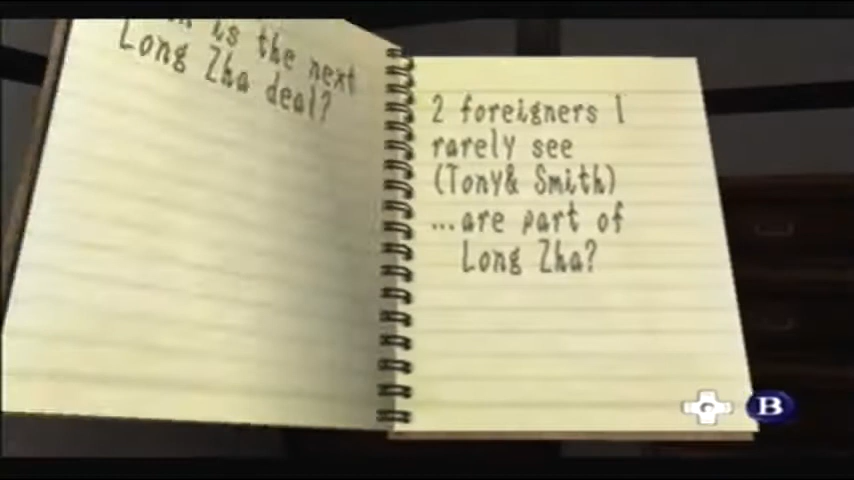 is the next
Long Zha deal?
2 foreigners I
rarely see
(Tony& Smith)
...are part of
Long Zha?
B